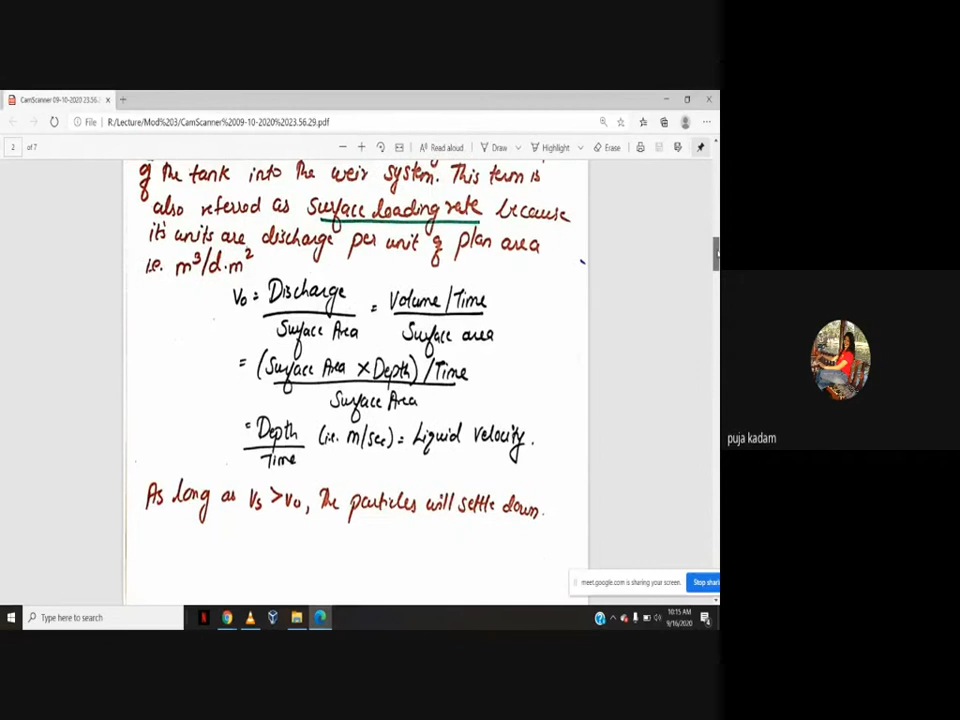 CamScanner 09-10-2020 23.56.
File R:/Lecture/Mod%203/CamScanner%2009-10-2020%2023.56.29.pdf
2 of 7 Read aloud Draw Highlight Erase
of the tank into the weir system. This term is
also referred as surface loading rate because
its units are discharge per unit of plan area
i.e. m³/d.m²
V₀ = Discharge / Surface Area = Volume/Time / Surface area
= (Surface Area × Depth)/Time / Surface Area
= Depth / Time (i.e. m/sec) = Liquid velocity.
As long as Vs > V₀, The particles will settle down.
puja kadam
meet.google.com is sharing your screen. Stop shari
Type here to search
10:15 AM
9/16/2020